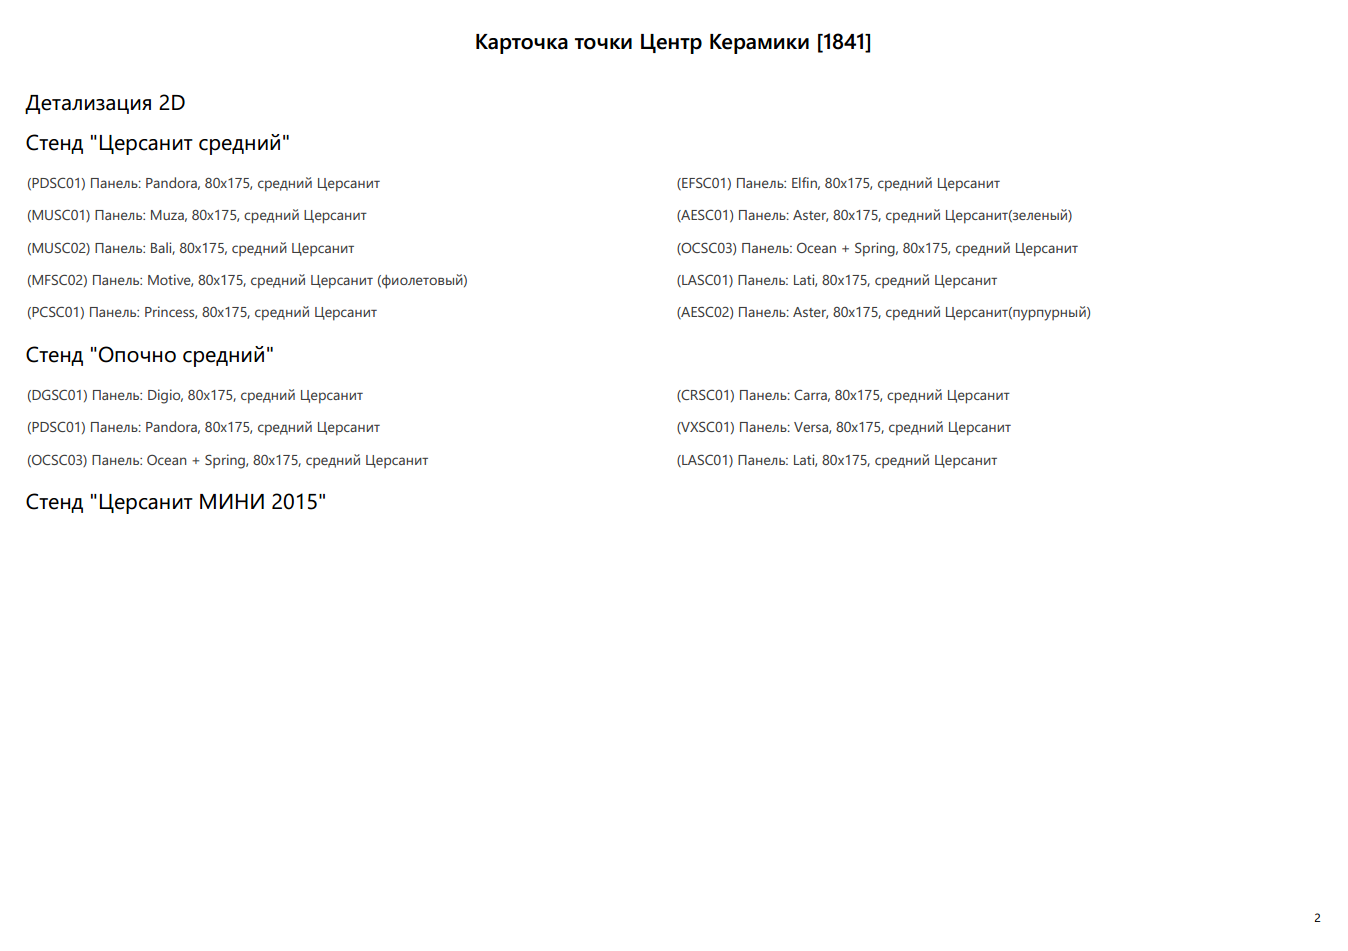 Карточка точки Центр Керамики [1841]
Детализация 2D
Стенд "Церсанит средний"
(PDSC01) Панель: Pandora, 80x175, средний Церсанит
(EFSC01) Панель: Elfin, 80x175, средний Церсанит
(MUSC01) Панель: Muza, 80x175, средний Церсанит
(AESC01) Панель: Aster, 80x175, средний Церсанит(зеленый)
(MUSC02) Панель: Bali, 80x175, средний Церсанит
(OCSC03) Панель: Ocean + Spring, 80x175, средний Церсанит
(MFSC02) Панель: Motive, 80x175, средний Церсанит (фиолетовый)
(LASC01) Панель: Lati, 80x175, средний Церсанит
(PCSC01) Панель: Princess, 80x175, средний Церсанит
(AESC02) Панель: Aster, 80x175, средний Церсанит(пурпурный)
Стенд "Опочно средний"
(DGSC01) Панель: Digio, 80x175, средний Церсанит
(CRSC01) Панель: Carra, 80x175, средний Церсанит
(PDSC01) Панель: Pandora, 80x175, средний Церсанит
(VXSC01) Панель: Versa, 80x175, средний Церсанит
(OCSC03) Панель: Ocean + Spring, 80x175, средний Церсанит
(LASC01) Панель: Lati, 80x175, средний Церсанит
Стенд "Церсанит МИНИ 2015"
2